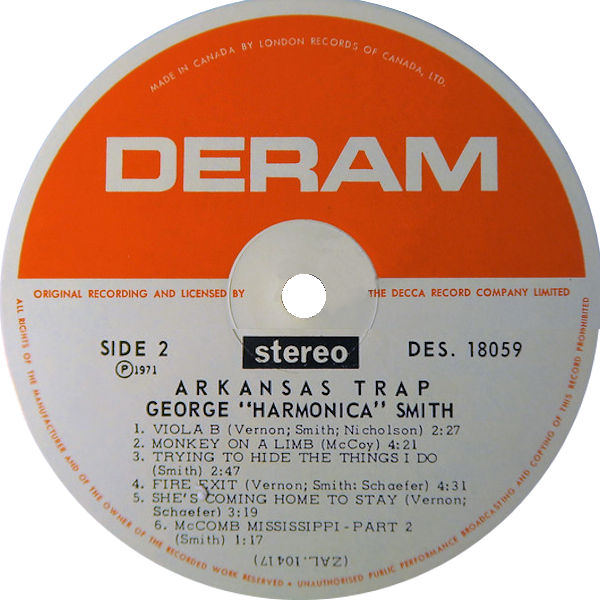 MADE IN CANADA BY LONDON RECORDS OF CANADA, LTD.
DERAM
ORIGINAL RECORDING AND LICENSED BY THE DECCA RECORD COMPANY LIMITED
SIDE 2
stereo
DES. 18059
Ⓟ1971
ARKANSAS TRAP
GEORGE "HARMONICA" SMITH
1. VIOLA B (Vernon; Smith; Nicholson) 2:27
2. MONKEY ON A LIMB (McCoy) 4:21
3. TRYING TO HIDE THE THINGS I DO
(Smith) 2:47
4. FIRE EXIT (Vernon; Smith: Schaefer) 4:31
5. SHE'S COMING HOME TO STAY (Vernon;
Schaefer) 3:19
6. McCOMB MISSISSIPPI - PART 2
(Smith) 1:17
(ZAL. 10417)
ALL RIGHTS OF THE MANUFACTURER AND OF THE OWNER OF THE RECORDED WORK RESERVED • UNAUTHORISED PUBLIC PERFORMANCE BROADCASTING AND COPYING OF THIS RECORD PROHIBITED